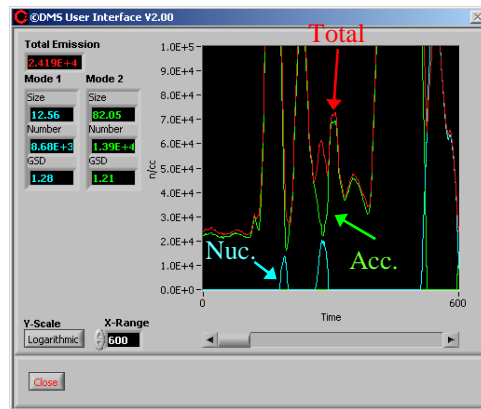 ©DMS User Interface V2.00
Total Emission
2.419E+4
Mode 1 Mode 2
Size Size
12.56 82.05
Number Number
8.68E+3 1.39E+4
GSD GSD
1.28 1.21
Total
1.0E+5
9.0E+4
8.0E+4
7.0E+4
6.0E+4
n/cc
5.0E+4
4.0E+4
3.0E+4
2.0E+4
1.0E+4
0.0E+0
Nuc.
Acc.
0 600
Time
Y-Scale X-Range
Logarithmic 600
Close